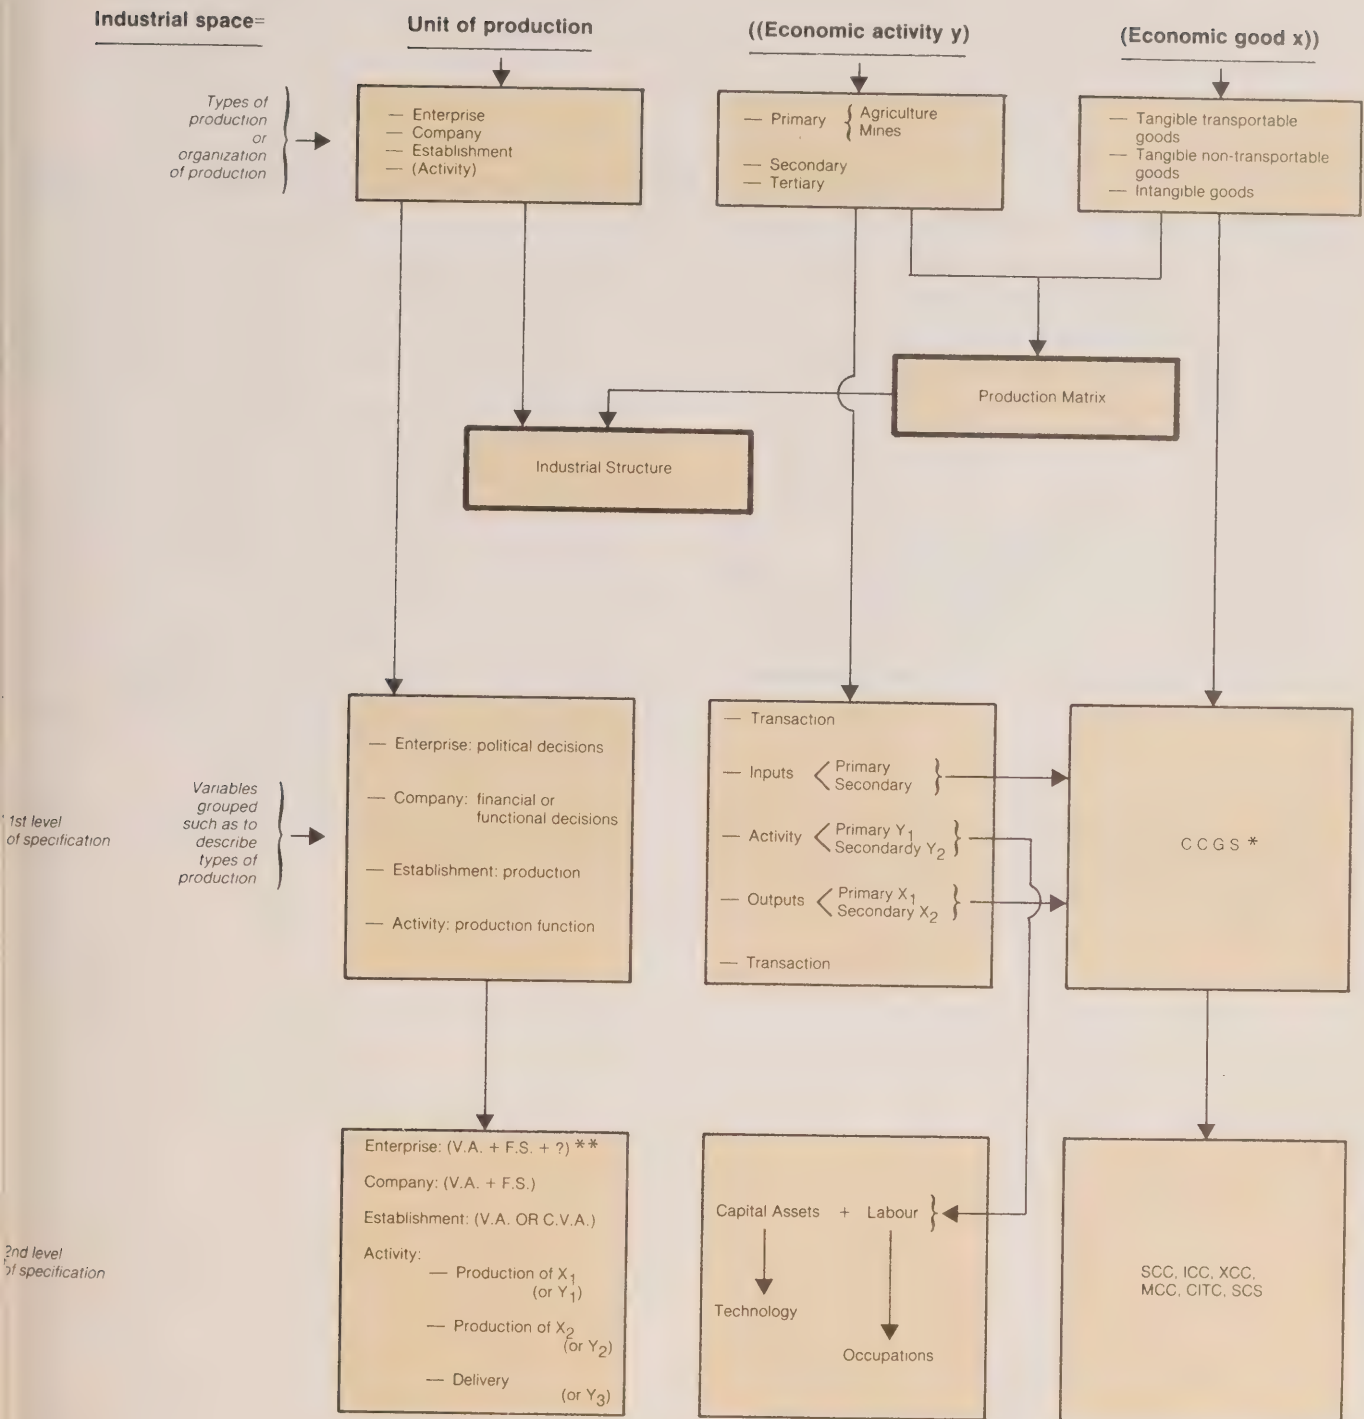 Industrial space=
Unit of production
((Economic activity y)
(Economic good x))
Types of
production
or
organization
of production
— Enterprise
— Company
— Establishment
— (Activity)
— Primary { Agriculture
Mines
— Secondary
— Tertiary
— Tangible transportable
goods
— Tangible non-transportable
goods
— Intangible goods
Production Matrix
Industrial Structure
1st level
of specification
Variables
grouped
such as to
describe
types of
production
— Enterprise: political decisions
— Company: financial or
functional decisions
— Establishment: production
— Activity: production function
— Transaction
— Inputs < Primary
Secondary }
— Activity < Primary Y1
Secondardy Y2 }
— Outputs < Primary X1
Secondary X2 }
— Transaction
C C G S *
2nd level
of specification
Enterprise: (V.A. + F.S. + ?) **
Company: (V.A. + F.S.)
Establishment: (V.A. OR C.V.A.)
Activity:
— Production of X1
(or Y1)
— Production of X2
(or Y2)
— Delivery
(or Y3)
Capital Assets + Labour }
Technology
Occupations
SCC, ICC, XCC,
MCC, CITC, SCS